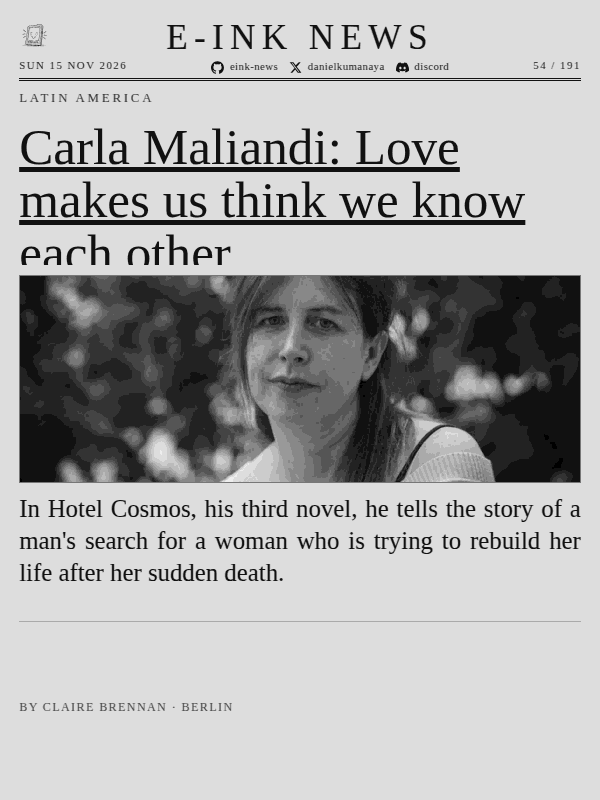 E-INK NEWS
SUN 15 NOV 2026
eink-news danielkumanaya discord
54 / 191
LATIN AMERICA
Carla Maliandi: Love
makes us think we know
each other
In Hotel Cosmos, his third novel, he tells the story of a
man's search for a woman who is trying to rebuild her
life after her sudden death.
BY CLAIRE BRENNAN · BERLIN